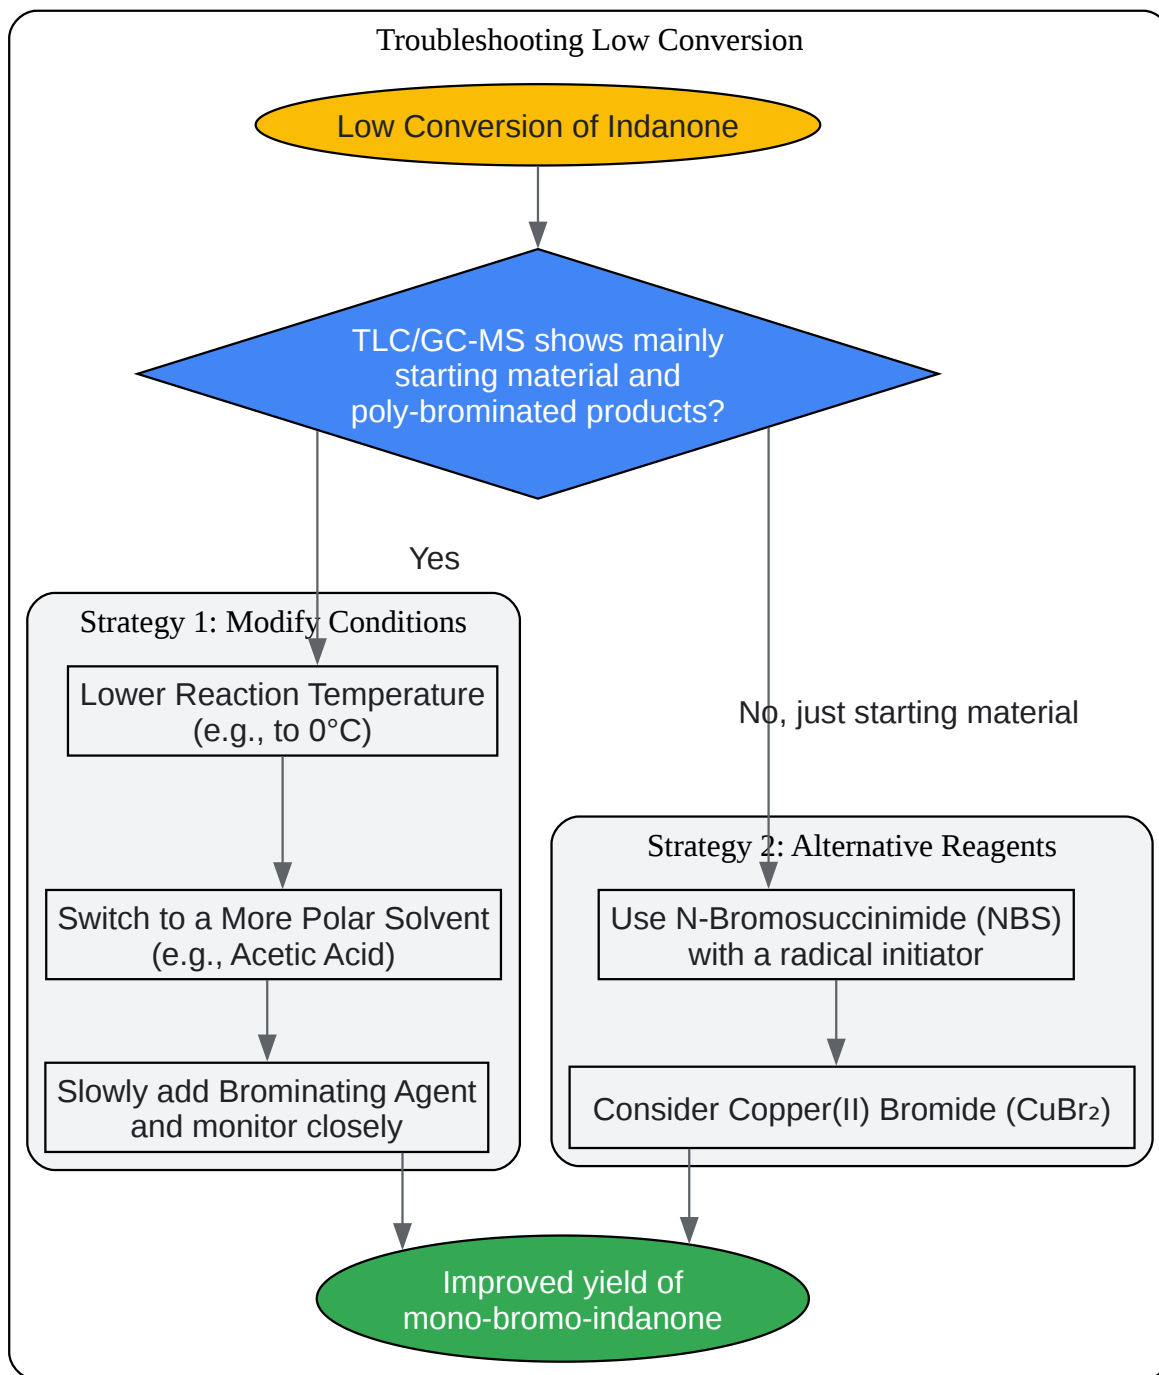 Troubleshooting Low Conversion
Low Conversion of Indanone
TLC/GC-MS shows mainly
starting material and
poly-brominated products?
Yes
Strategy 1: Modify Conditions
Lower Reaction Temperature
(e.g., to 0°C)
No, just starting material
Strategy 2: Alternative Reagents
Switch to a More Polar Solvent
(e.g., Acetic Acid)
Use N-Bromosuccinimide (NBS)
with a radical initiator
Slowly add Brominating Agent
and monitor closely
Consider Copper(II) Bromide (CuBr₂)
Improved yield of
mono-bromo-indanone